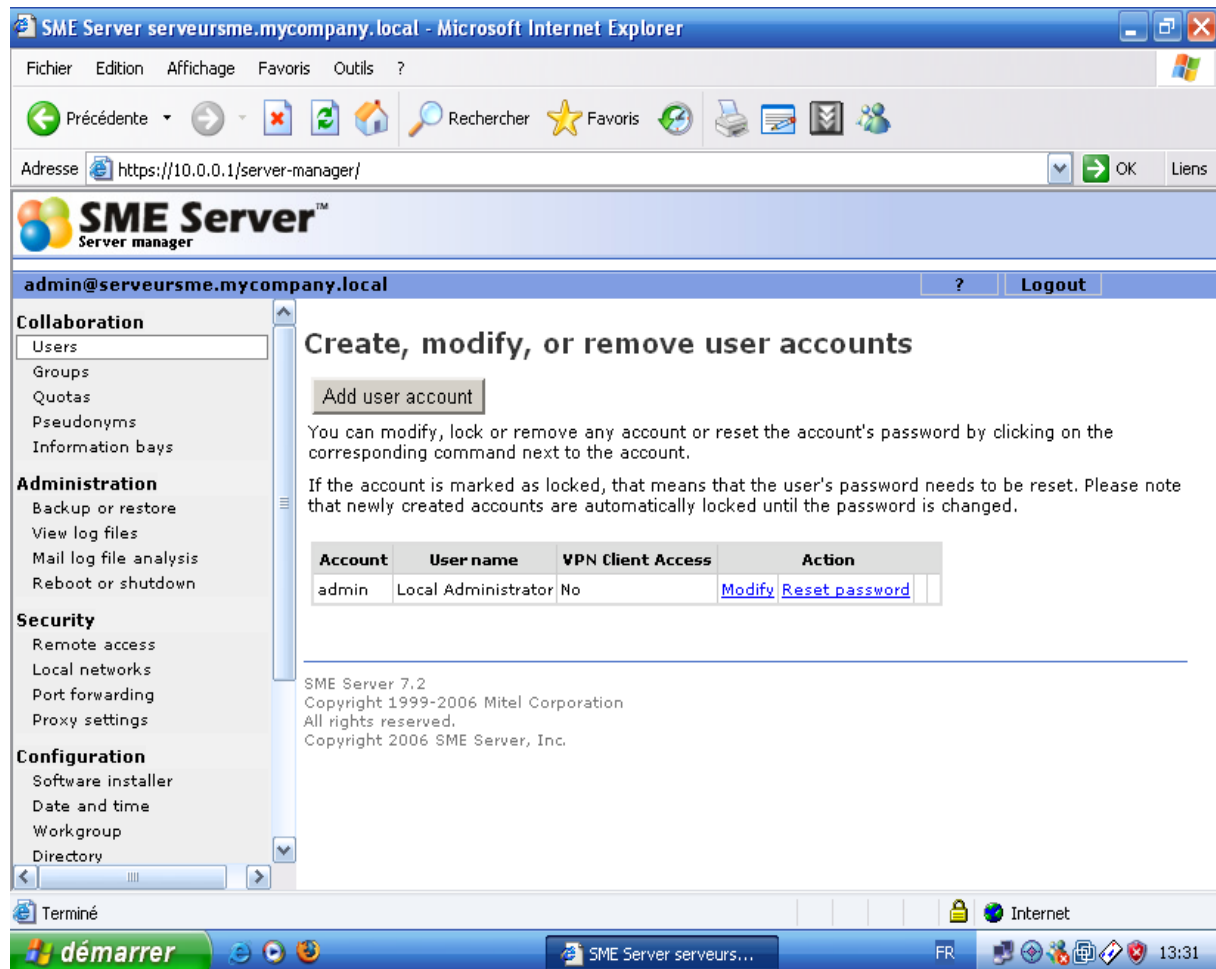 SME Server serveursme.mycompany.local - Microsoft Internet Explorer
Fichier Edition Affichage Favoris Outils ?
Précédente Rechercher Favoris
Adresse https://10.0.0.1/server-manager/ OK Liens
SME Server™
Server manager
admin@serveursme.mycompany.local ? Logout
Collaboration
Users
Groups
Quotas
Pseudonyms
Information bays
Administration
Backup or restore
View log files
Mail log file analysis
Reboot or shutdown
Security
Remote access
Local networks
Port forwarding
Proxy settings
Configuration
Software installer
Date and time
Workgroup
Directory
Create, modify, or remove user accounts
Add user account
You can modify, lock or remove any account or reset the account's password by clicking on the
corresponding command next to the account.
If the account is marked as locked, that means that the user's password needs to be reset. Please note
that newly created accounts are automatically locked until the password is changed.
Account User name VPN Client Access Action
admin Local Administrator No Modify Reset password
SME Server 7.2
Copyright 1999-2006 Mitel Corporation
All rights reserved.
Copyright 2006 SME Server, Inc.
Terminé Internet
démarrer SME Server serveurs... FR 13:31